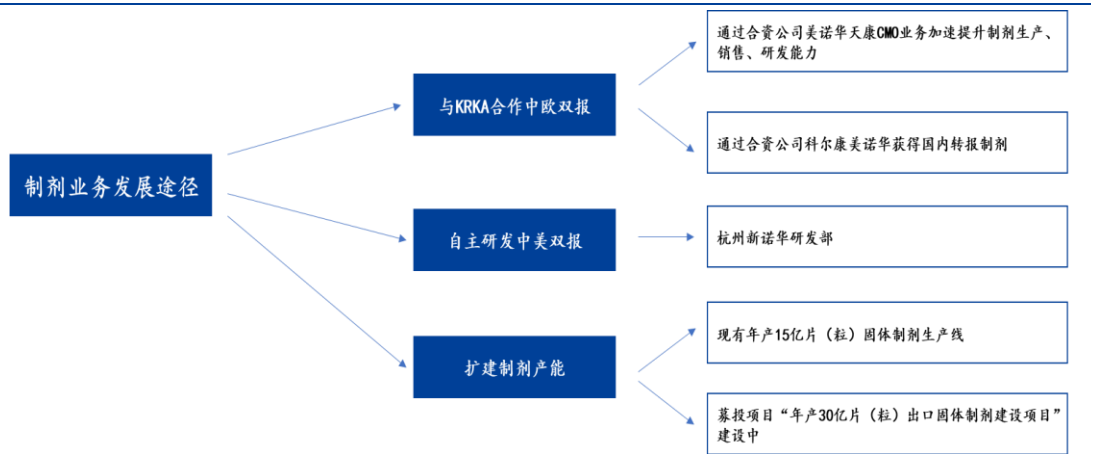 制剂业务发展途径
与KRKA合作中欧双报
通过合資公司美诺华天康CMO业务加速提升制剂生产、
销售、研发能力
通过合資公司科尔康美诺华获得国内转报制剂
自主研发中美双报
杭州新诺华研发部
扩建制剂产能
现有年产15亿片（粒）固体制剂生产线
募投项目“年产30亿片（粒）出口固体制剂建设项目”
建设中